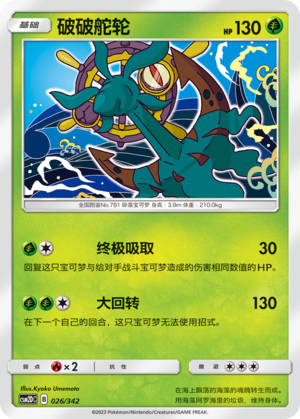 基础
破破舵轮
HP 130
全国图鉴No.781 碎藻宝可梦 身高：3.9m 体重：210.0kg
终极吸取 30
回复这只宝可梦与给对手战斗宝可梦造成的伤害相同数值的HP。
大回转 130
在下一个自己的回合，这只宝可梦无法使用招式。
弱点 ×2 抗性 撤退
Illus.Kyoko Umemoto
CSM2DC B 026/342
在海上飘荡的海藻的魂魄转生而成。
用海藻网罗海里的垃圾，维持身体。
©2023 Pokémon/Nintendo/Creatures/GAME FREAK.